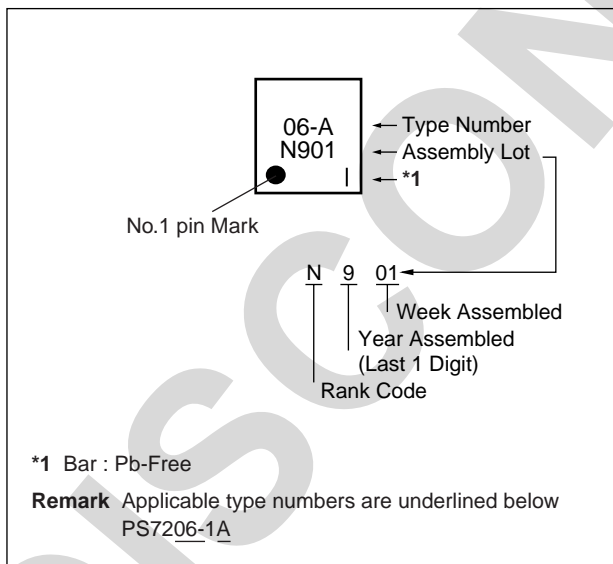 06-A
N901
Type Number
Assembly Lot
*1
No.1 pin Mark
N 9 01
Week Assembled
Year Assembled
(Last 1 Digit)
Rank Code
*1 Bar : Pb-Free
Remark Applicable type numbers are underlined below
PS7206-1A